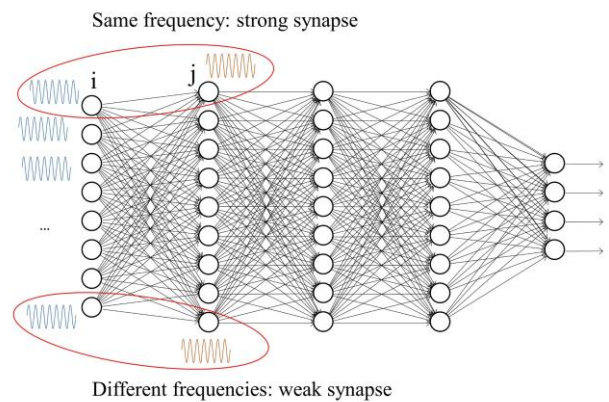 Same frequency: strong synapse
i
j
...
Different frequencies: weak synapse